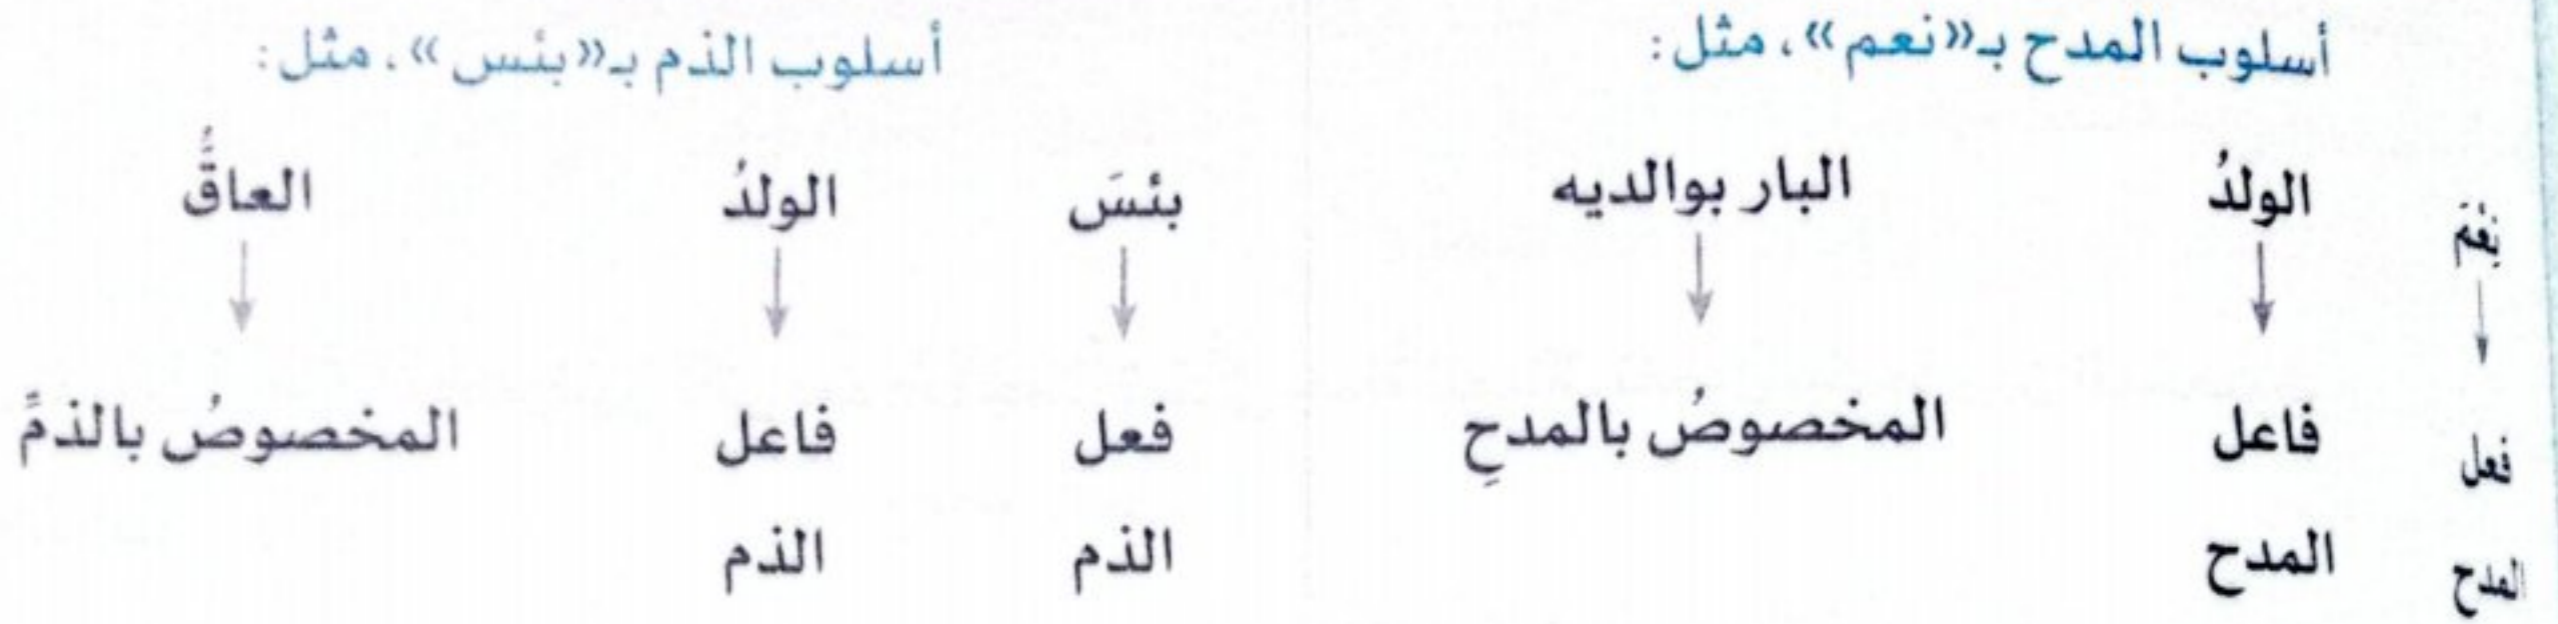 أسلوب المدح بـ«نعم»، مثل:
نِعْمَ الولدُ البار بوالديه
فعل فاعل المخصوصُ بالمدحِ
المدح المدح
أسلوب الذم بـ«بئس»، مثل:
بئسَ الولدُ العاقُّ
فعل فاعل المخصوصُ بالذمِّ
الذم الذم